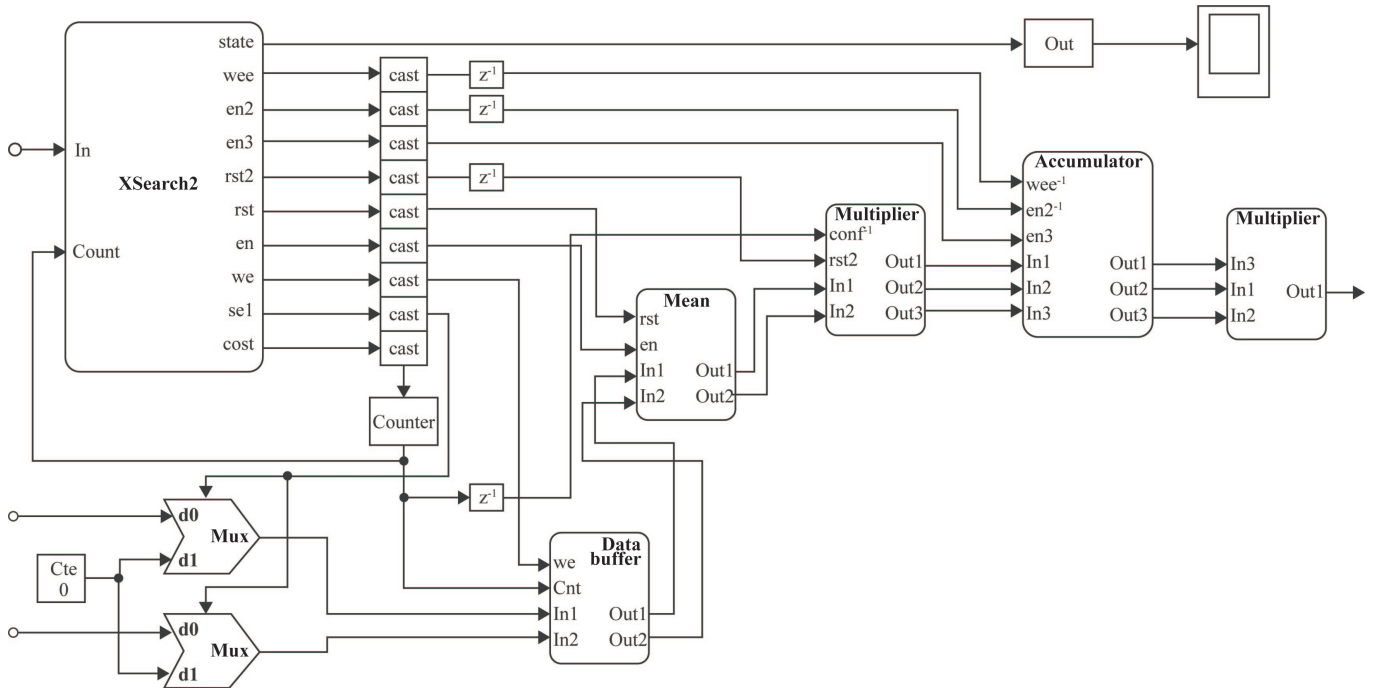 state
wee
en2
en3
rst2
rst
en
we
se1
cost
In
XSearch2
Count
cast
cast
cast
cast
cast
cast
cast
cast
cast
z-1
z-1
z-1
Out
Counter
z-1
Accumulator
wee-1
en2-1
en3
In1
In2
In3
Out1
Out2
Out3
Multiplier
In3
In1
In2
Out1
Multiplier
conf-1
rst2
In1
In2
Out1
Out2
Out3
Mean
rst
en
In1
In2
Out1
Out2
d0
Mux
d1
Cte
0
d0
Mux
d1
Data
buffer
we
Cnt
In1
In2
Out1
Out2